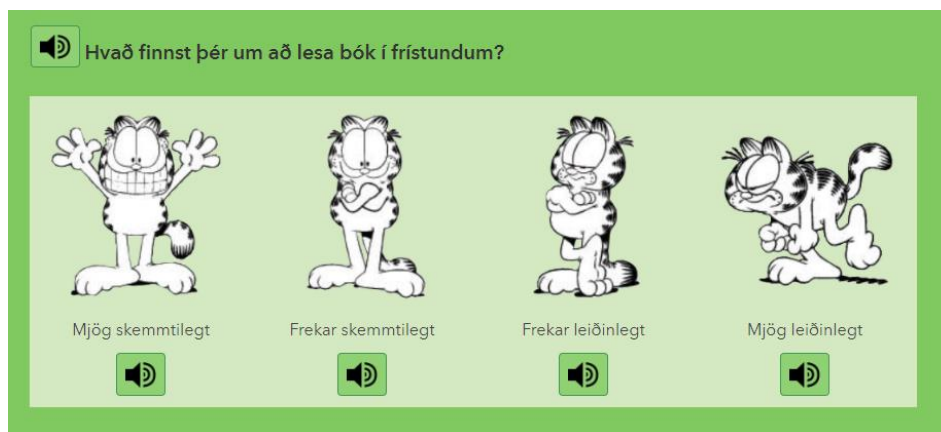 Hvað finnst þér um að lesa bók í frístundum?
Mjög skemmtilegt
Frekar skemmtilegt
Frekar leiðinlegt
Mjög leiðinlegt